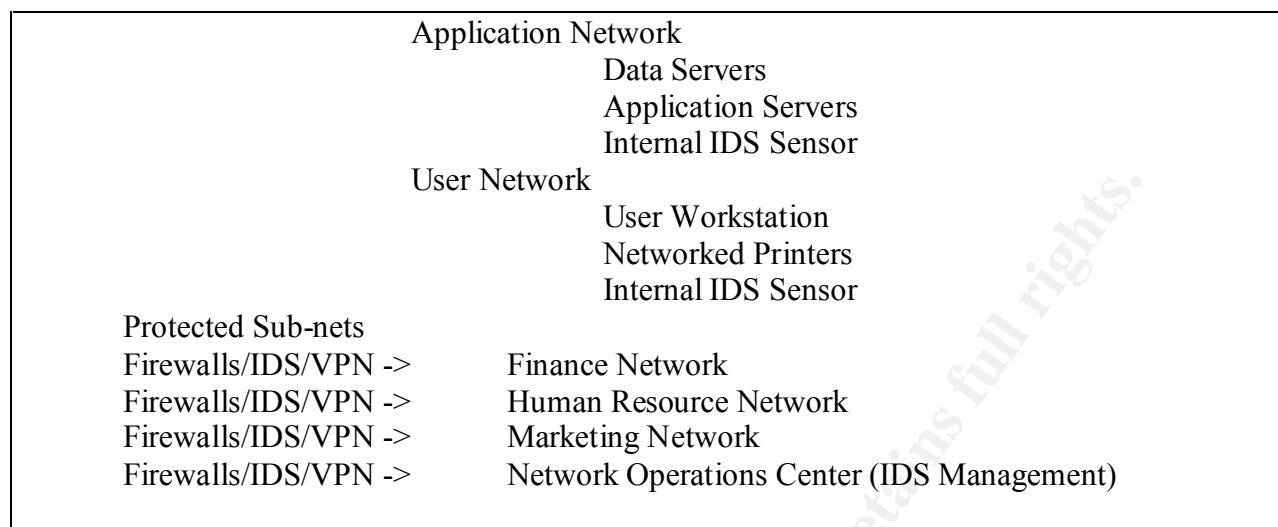 Application Network
Data Servers
Application Servers
Internal IDS Sensor
User Network
User Workstation
Networked Printers
Internal IDS Sensor
Protected Sub-nets
Firewalls/IDS/VPN -> Finance Network
Firewalls/IDS/VPN -> Human Resource Network
Firewalls/IDS/VPN -> Marketing Network
Firewalls/IDS/VPN -> Network Operations Center (IDS Management)
full rights.